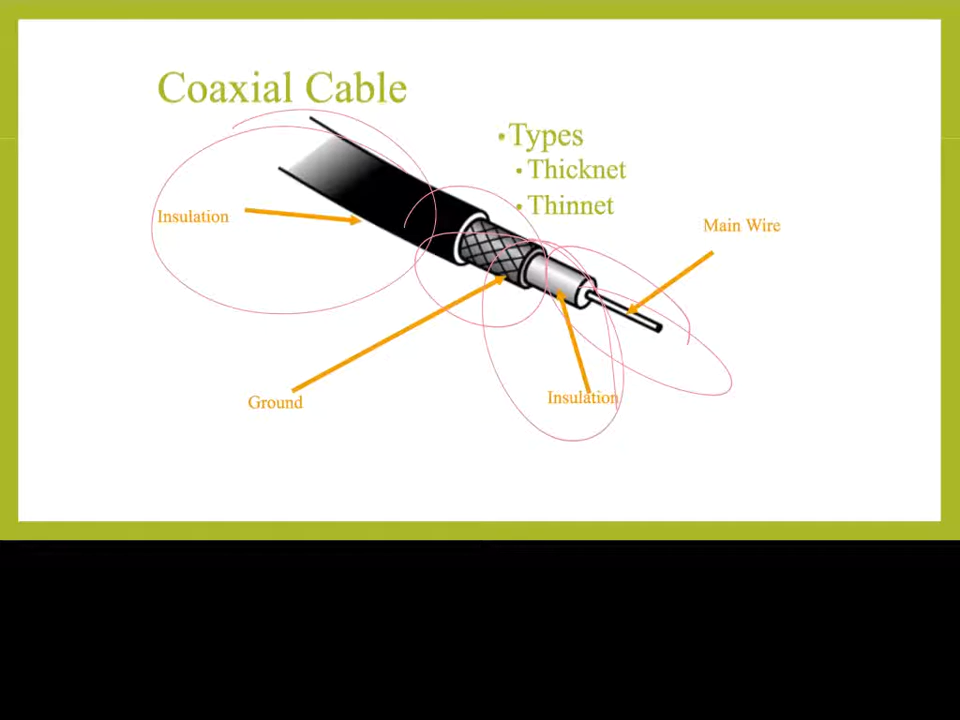 Coaxial Cable
•Types
•Thicknet
•Thinnet
Insulation
Main Wire
Ground
Insulation